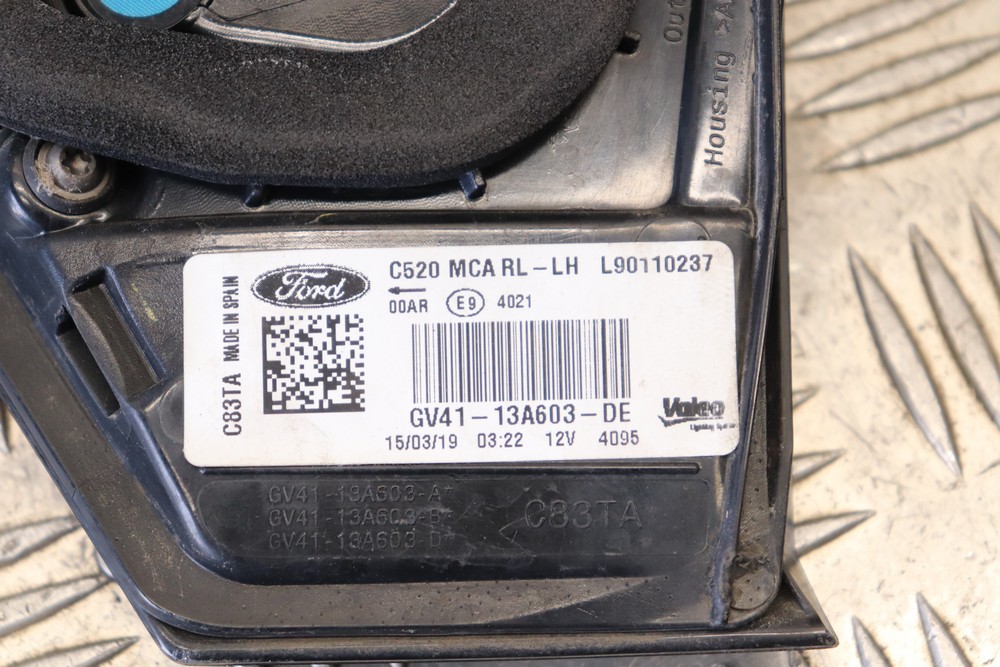 Out
Housing >A
C83TA MADE IN SPAIN
Ford
C520 MCA RL-LH L90110237
00AR E9 4021
GV41-13A603-DE
15/03/19 03:22 12V 4095
Valeo
GV41-13A603-A*
GV41-13A603-B*
GV41-13A603-D*
C83TA